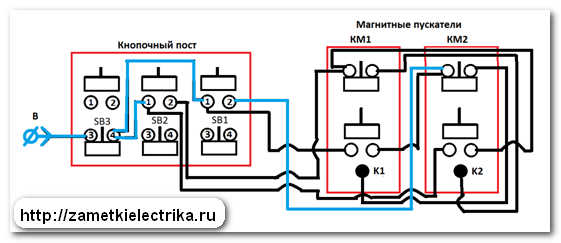 Магнитные пускатели
Кнопочный пост
КМ1
КМ2
В
1 2 1 2 1 2
SB3 SB2 SB1
3 4 3 4 3 4
К1
К2
http://zametkielectrika.ru